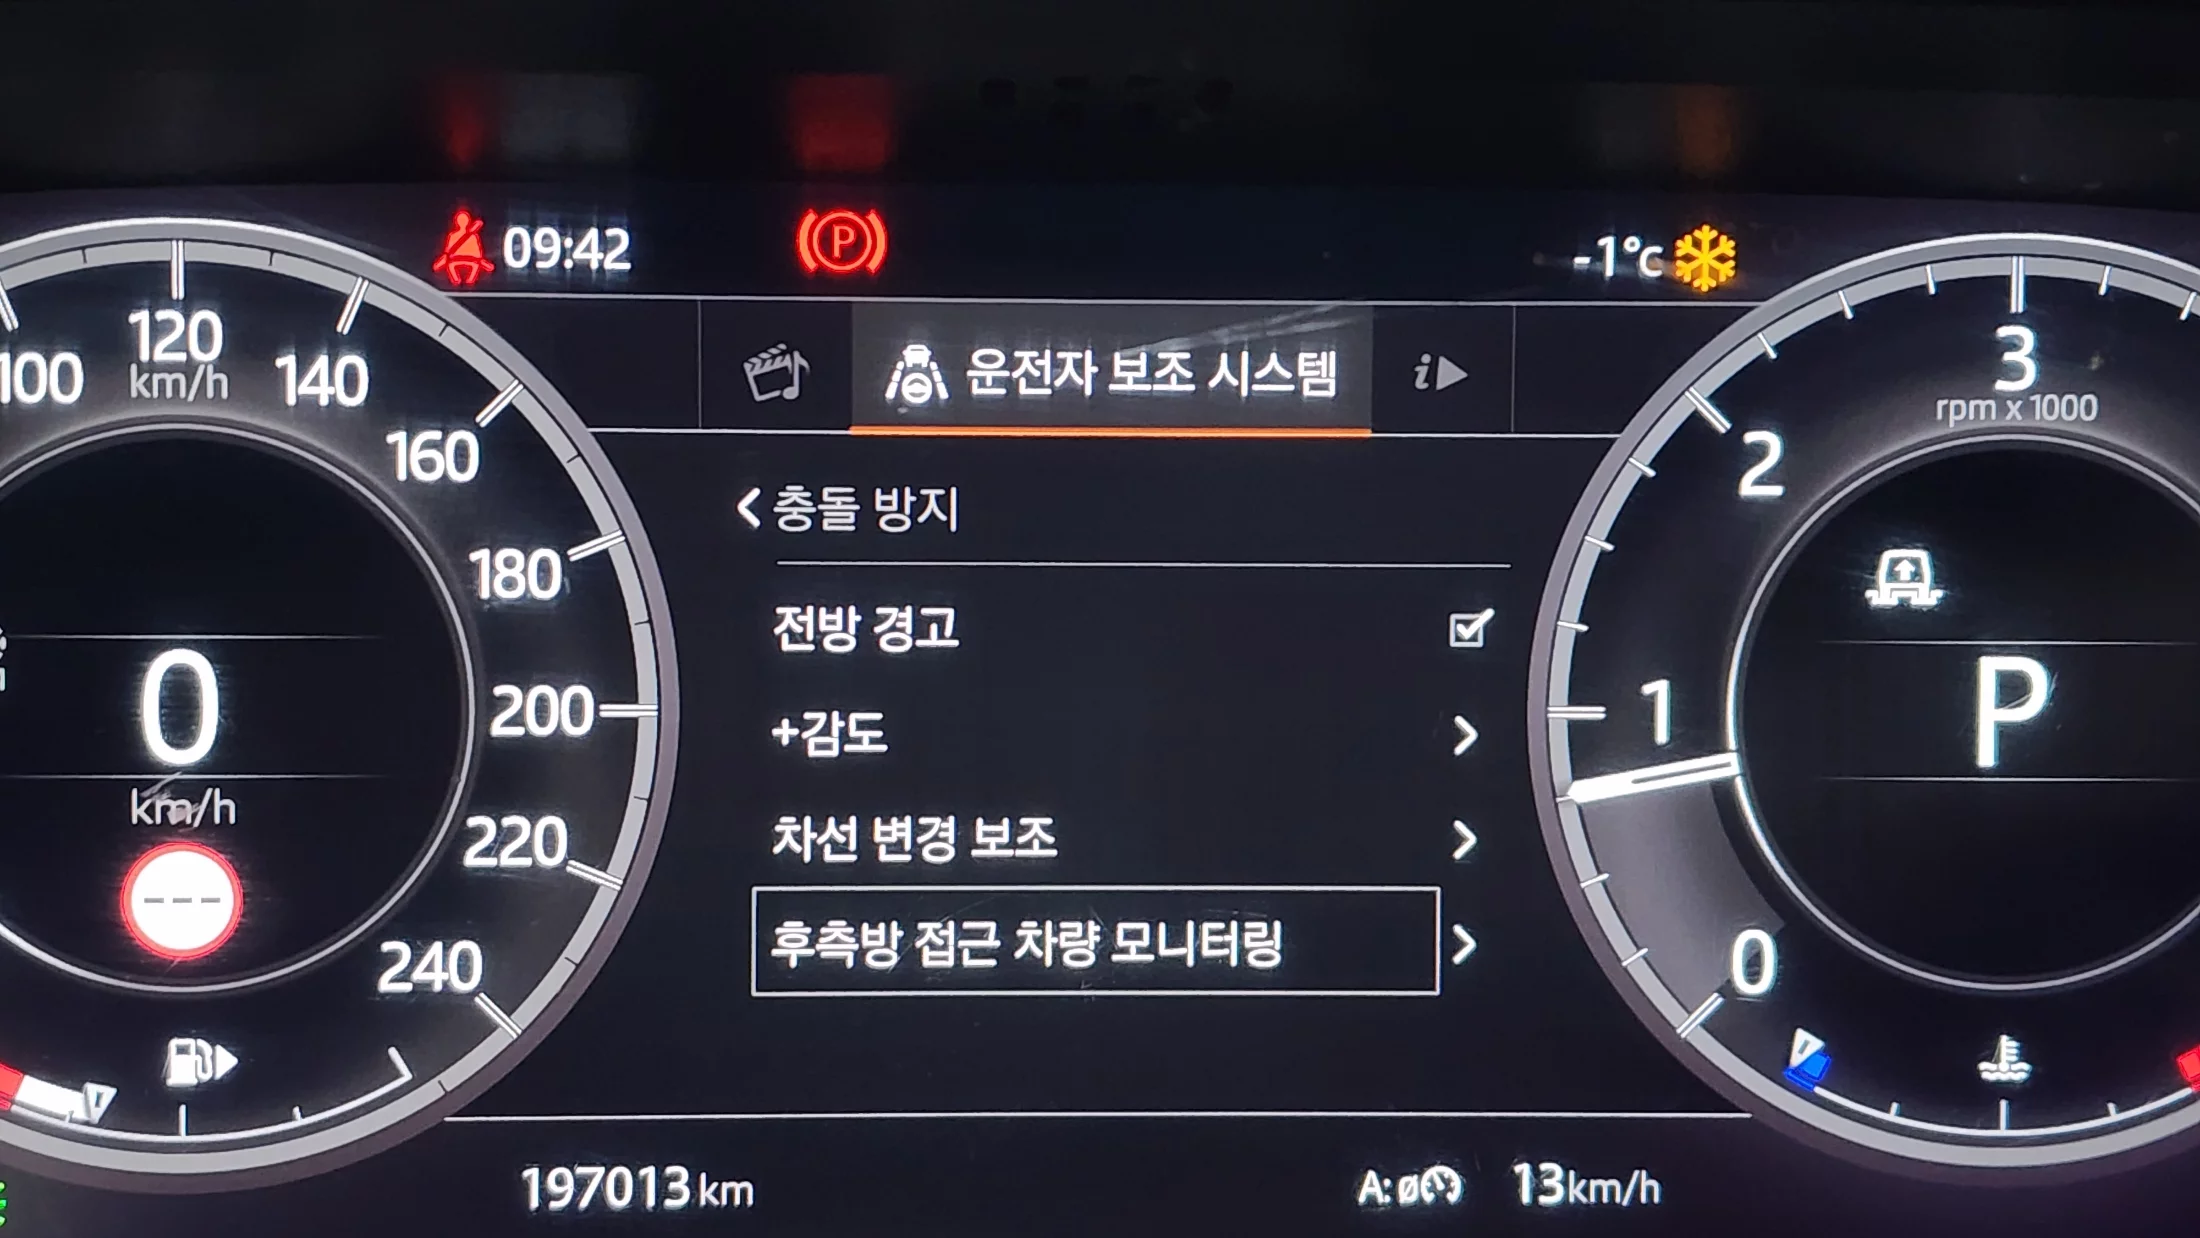 09:42
P
-1°c
운전자 보조 시스템
i
충돌 방지
전방 경고
+감도
차선 변경 보조
후측방 접근 차량 모니터링
100
120
km/h
140
160
180
200
220
240
0
km/h
---
3
rpm x 1000
2
1
0
P
197013 km
A:ø 13km/h